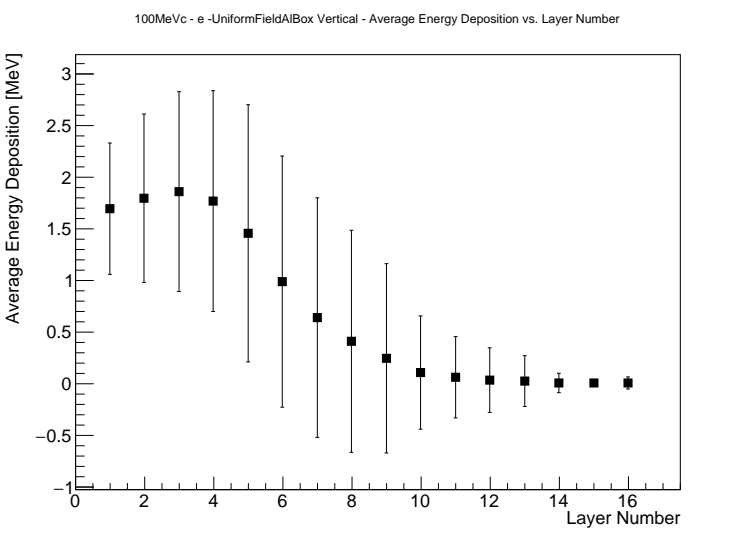 100MeVc - e -UniformFieldAlBox Vertical - Average Energy Deposition vs. Layer Number
Average Energy Deposition [MeV]
3
2.5
2
1.5
1
0.5
0
−0.5
−1
0 2 4 6 8 10 12 14 16
Layer Number